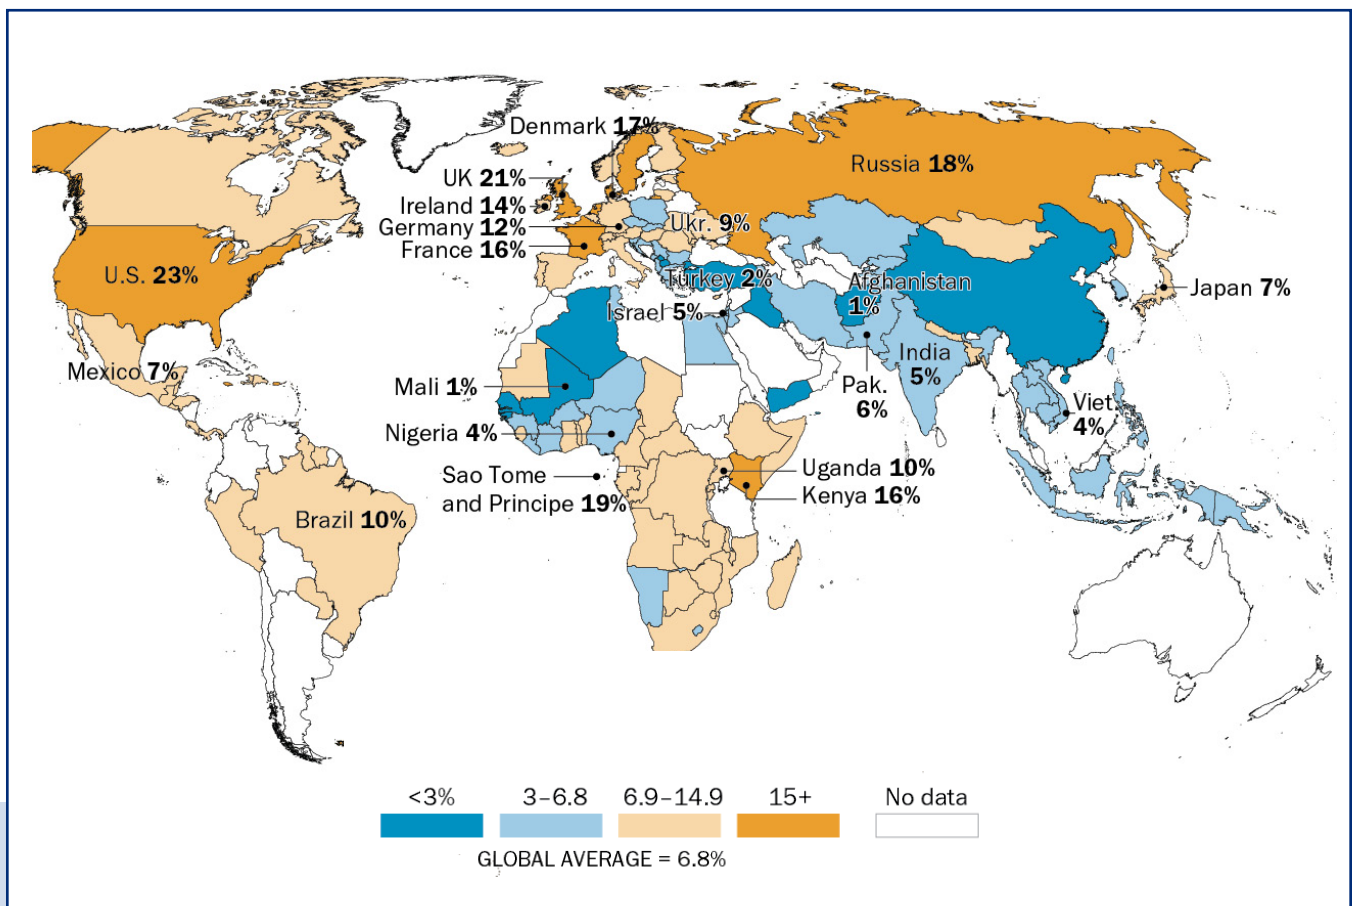 Denmark 17%
UK 21%
Ireland 14%
Germany 12%
France 16%
Ukr. 9%
Russia 18%
U.S. 23%
Turkey 2%
Afghanistan
1%
Israel 5%
Japan 7%
Mexico 7%
Mali 1%
India
5%
Pak.
6%
Viet.
4%
Nigeria 4%
Sao Tome
and Principe 19%
Uganda 10%
Kenya 16%
Brazil 10%
<3%
3–6.8
6.9–14.9
15+
No data
GLOBAL AVERAGE = 6.8%